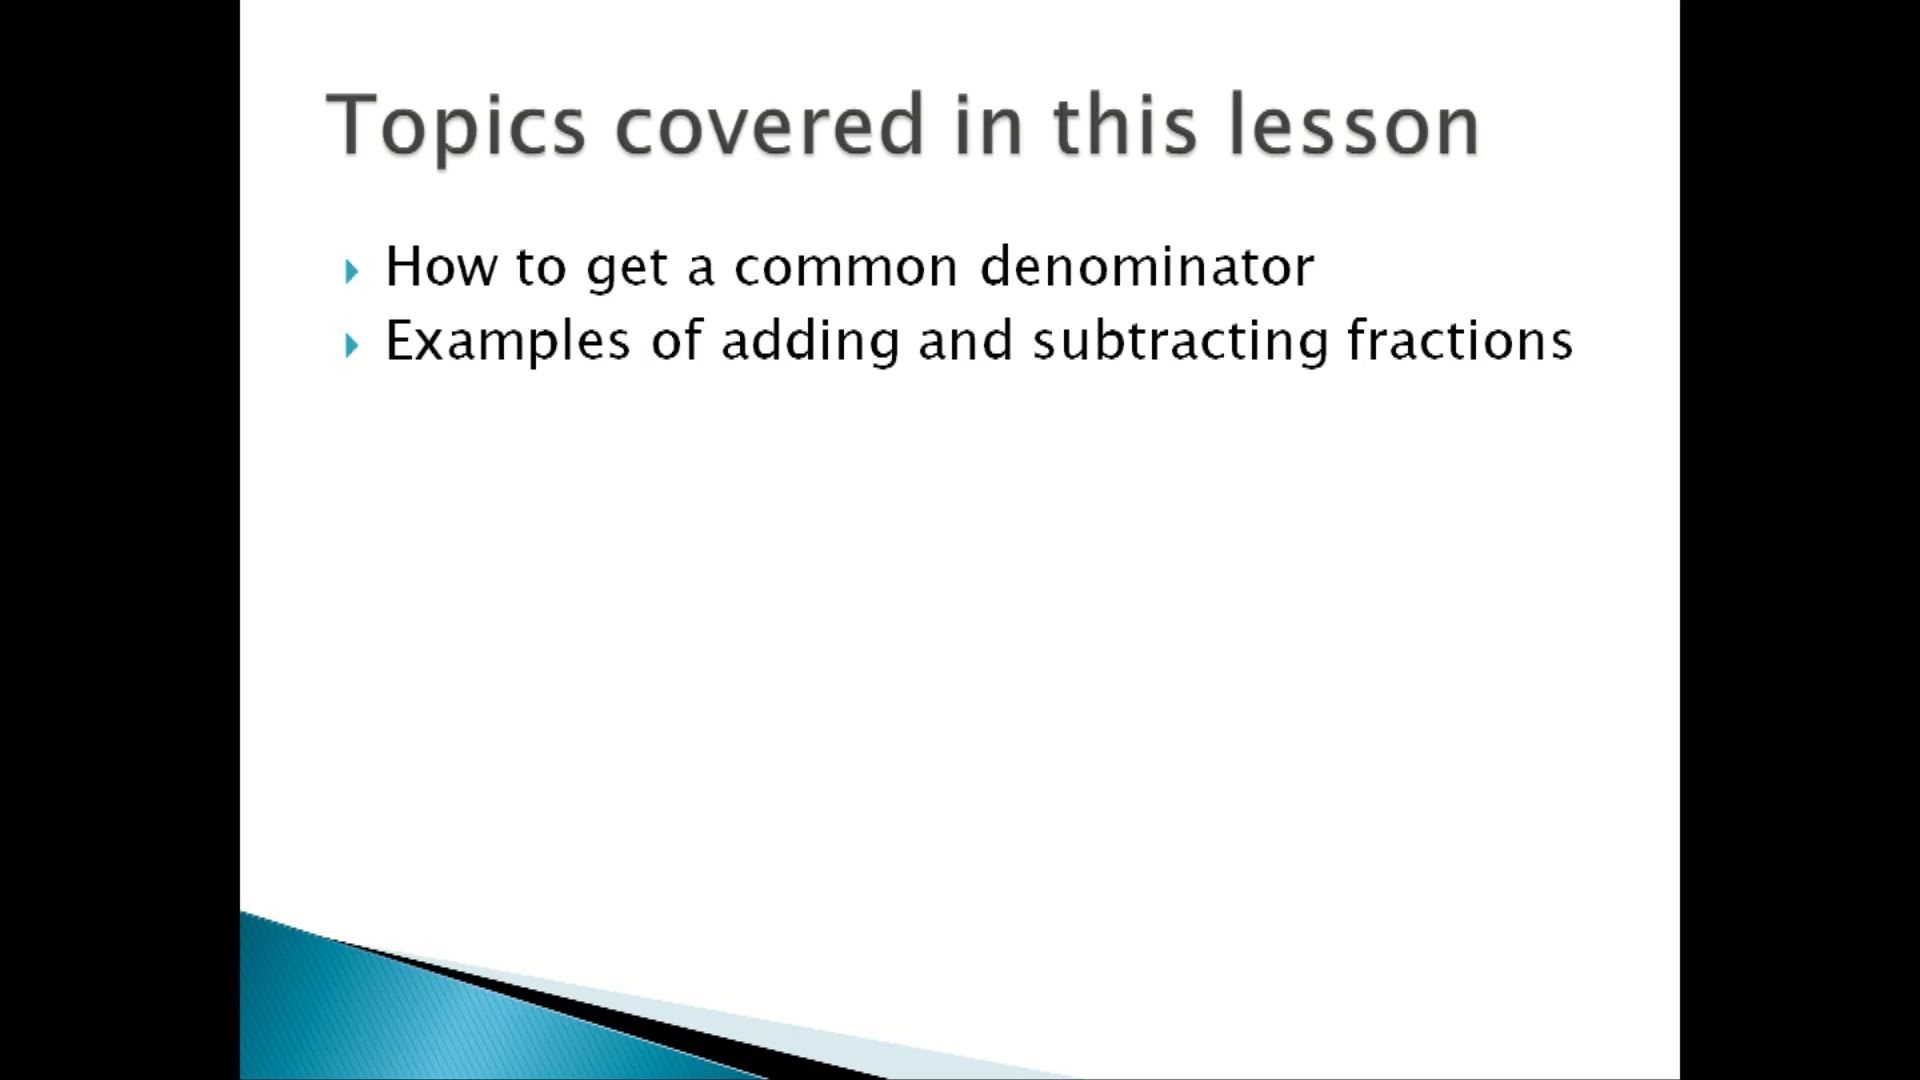 Topics covered in this lesson
How to get a common denominator
Examples of adding and subtracting fractions